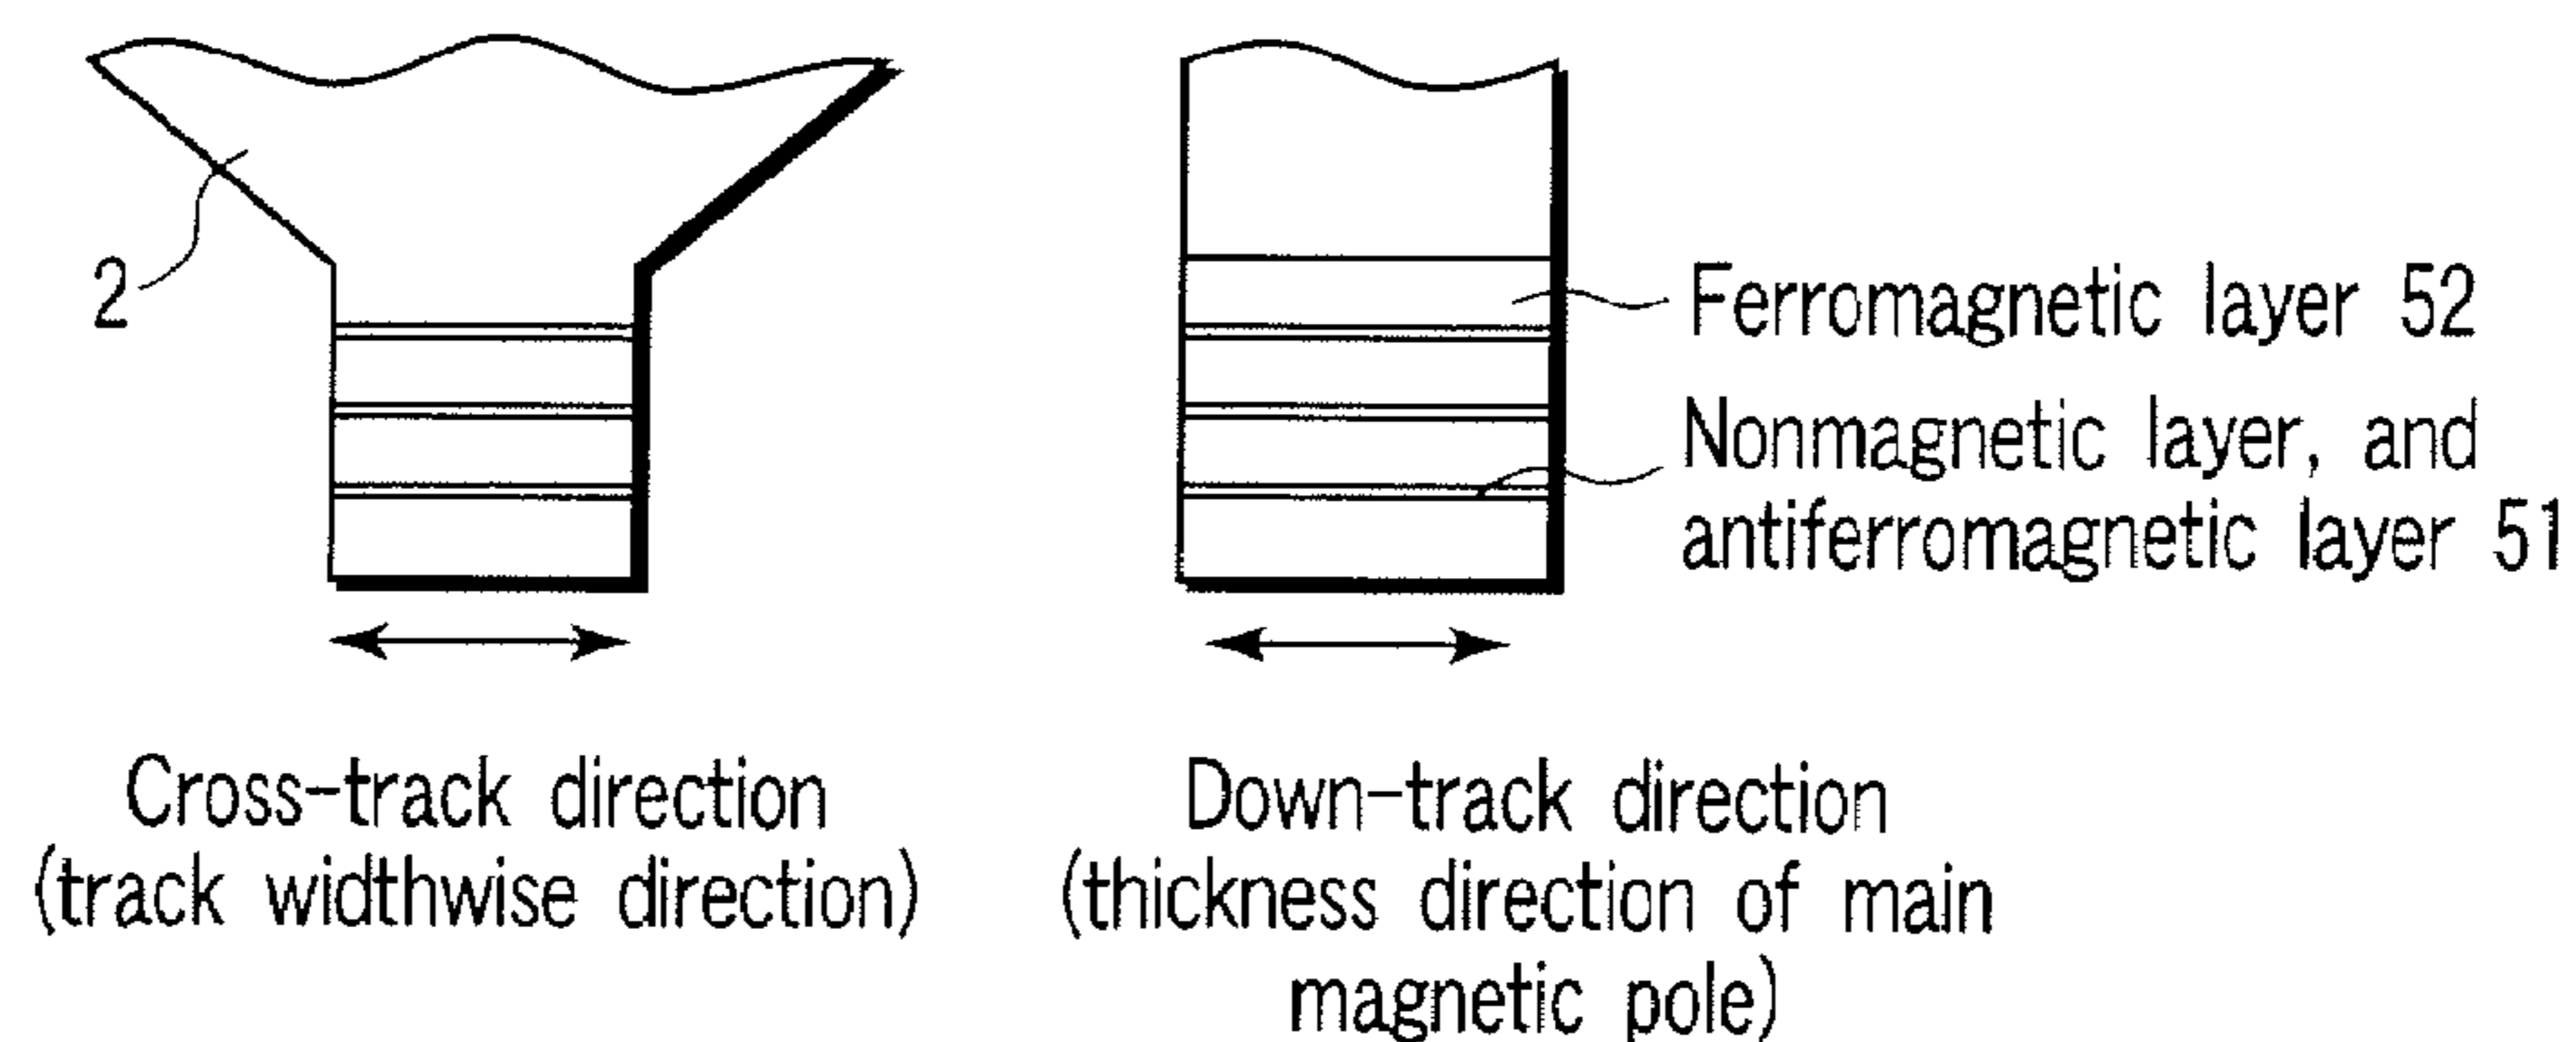 2
Ferromagnetic layer 52
Nonmagnetic layer, and
antiferromagnetic layer 51
Cross-track direction
(track widthwise direction)
Down-track direction
(thickness direction of main
magnetic pole)